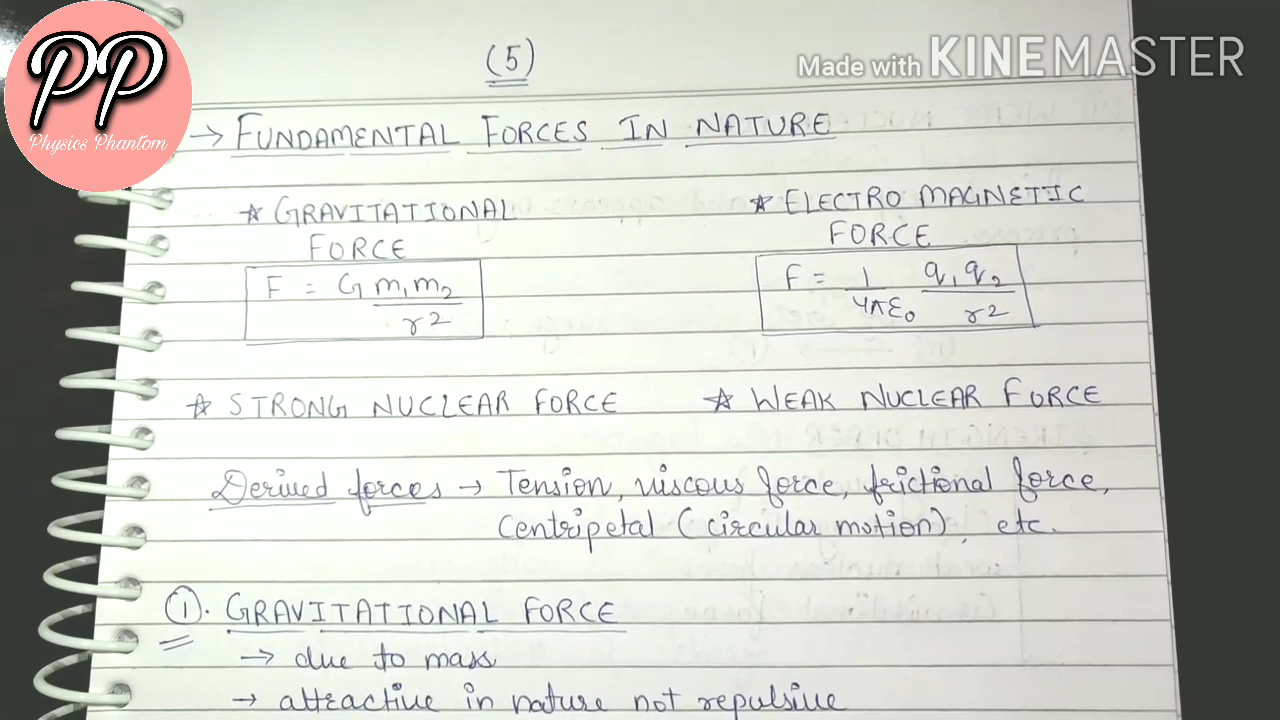 PP
Physics Phantom
Made with KINEMASTER
(5)
→ FUNDAMENTAL FORCES IN NATURE
☆ GRAVITATIONAL
FORCE
F = G m₁m₂ / r²
☆ ELECTRO MAGNETIC
FORCE
F = 1/4πε₀ q₁q₂/r²
☆ STRONG NUCLEAR FORCE
☆ WEAK NUCLEAR FORCE
Derived forces → Tension, viscous force, frictional force,
Centripetal (circular motion), etc.
①. GRAVITATIONAL FORCE
→ due to mass
→ attractive in nature not repulsive